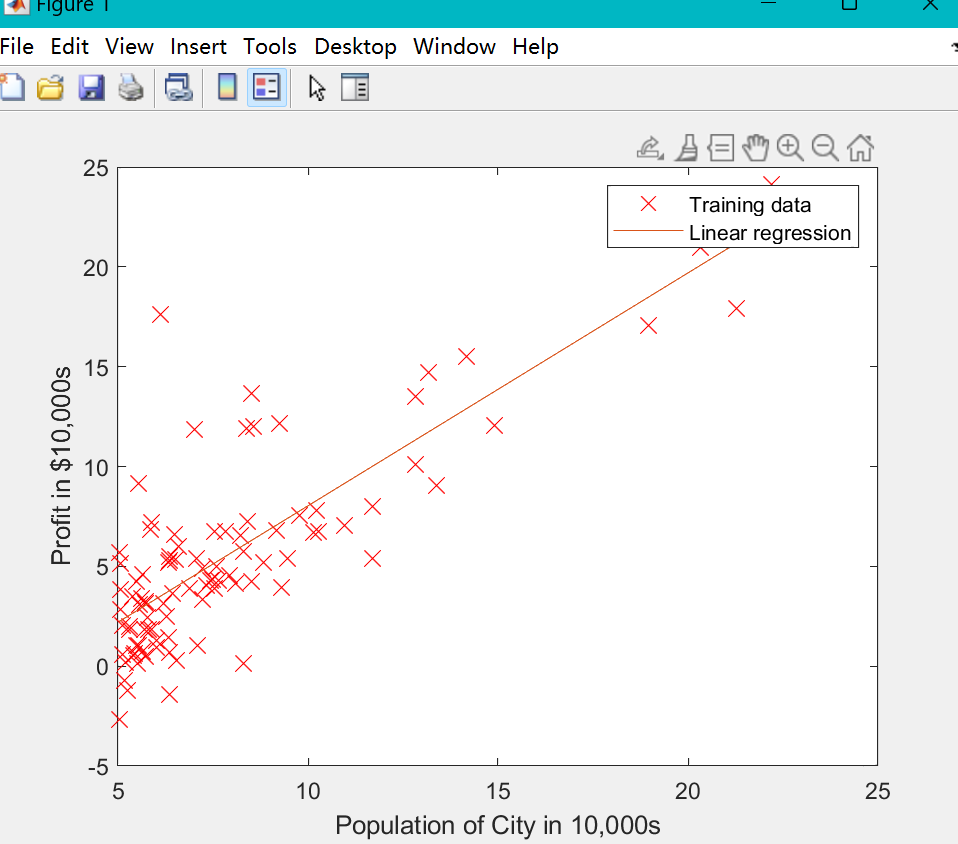 Figure 1
File Edit View Insert Tools Desktop Window Help
25
20
15
10
5
0
-5
Profit in $10,000s
Training data
Linear regression
5 10 15 20 25
Population of City in 10,000s